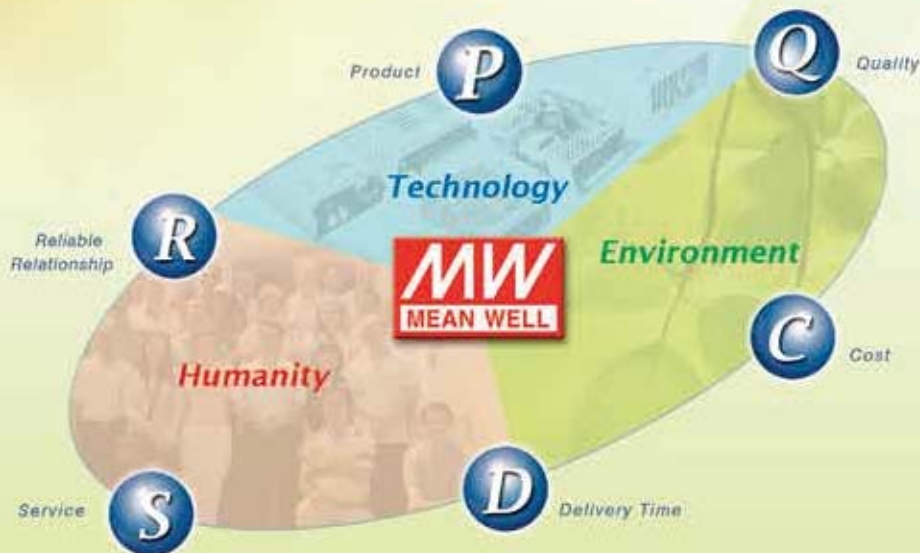 Product
P
Q
Quality
Technology
R
Reliable
Relationship
MW
MEAN WELL
Environment
C
Cost
Humanity
S
Service
D
Delivery Time